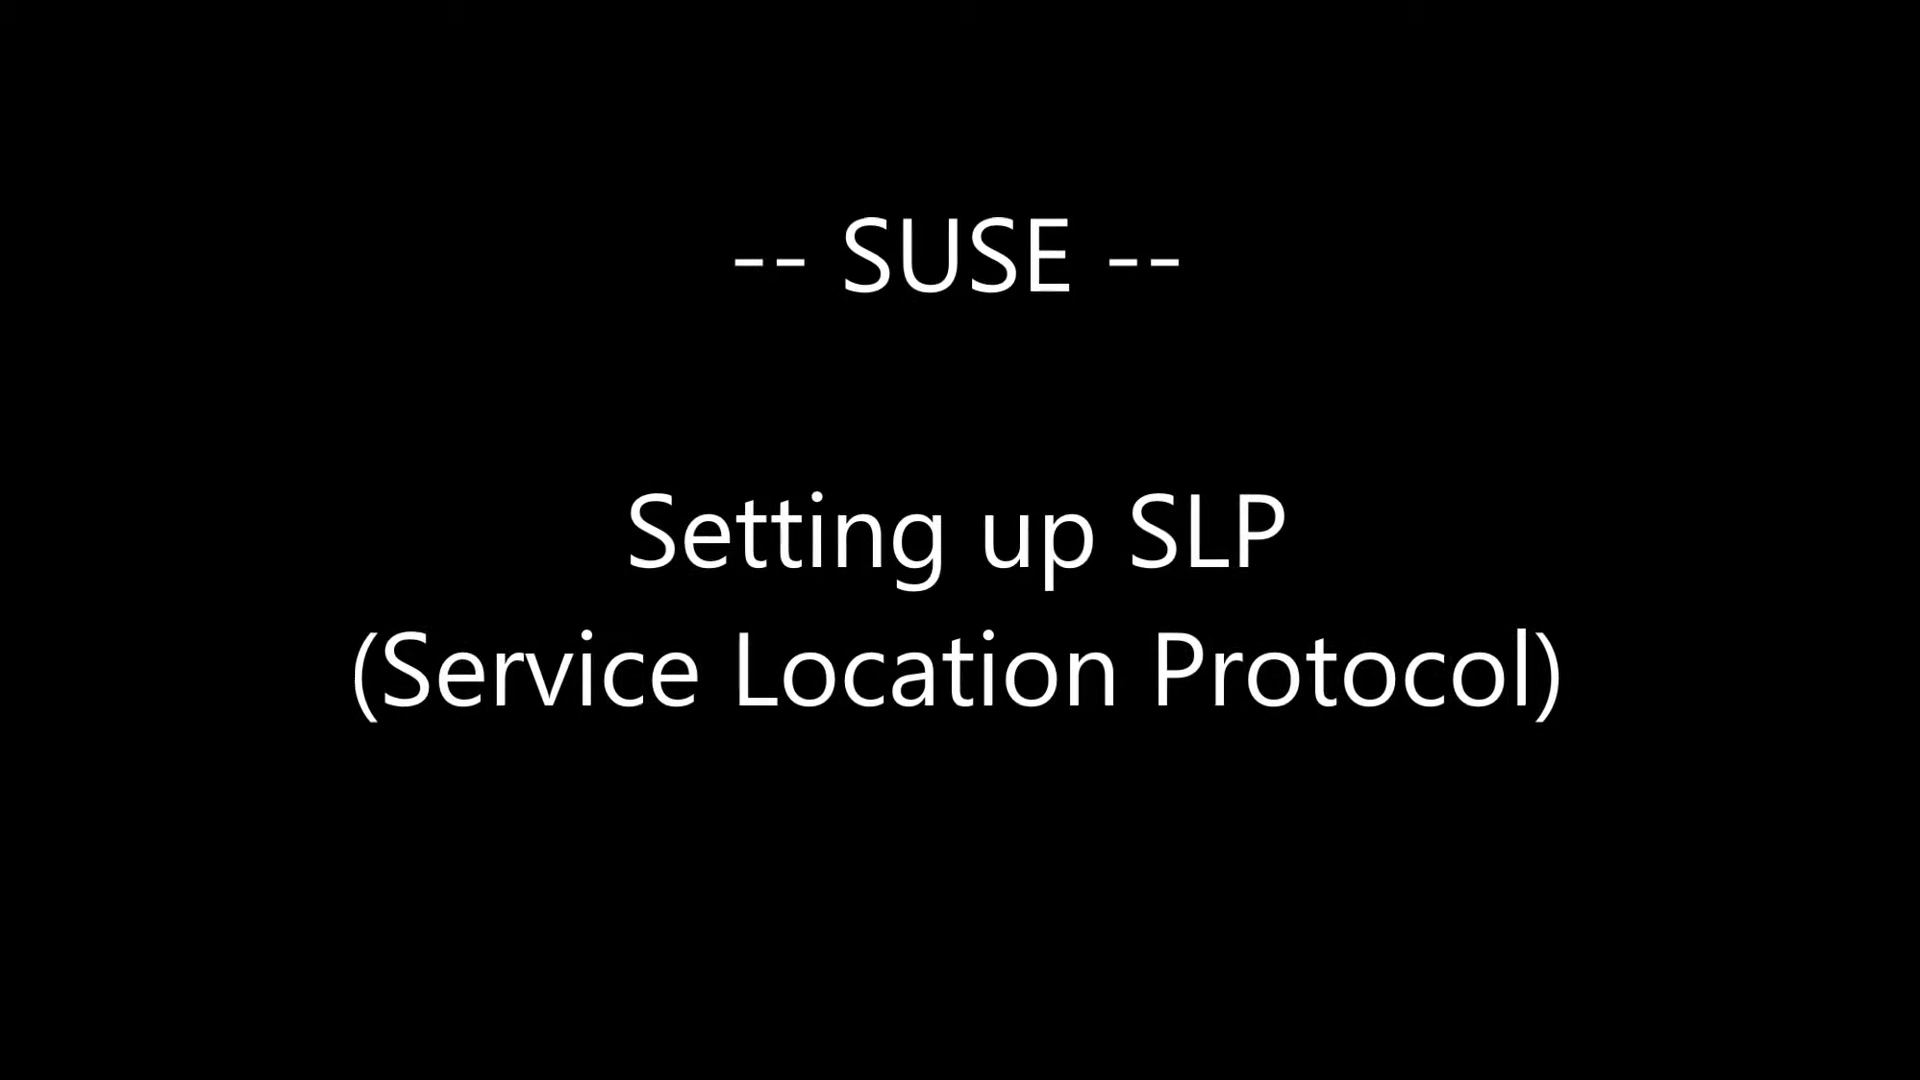 -- SUSE --
Setting up SLP
(Service Location Protocol)